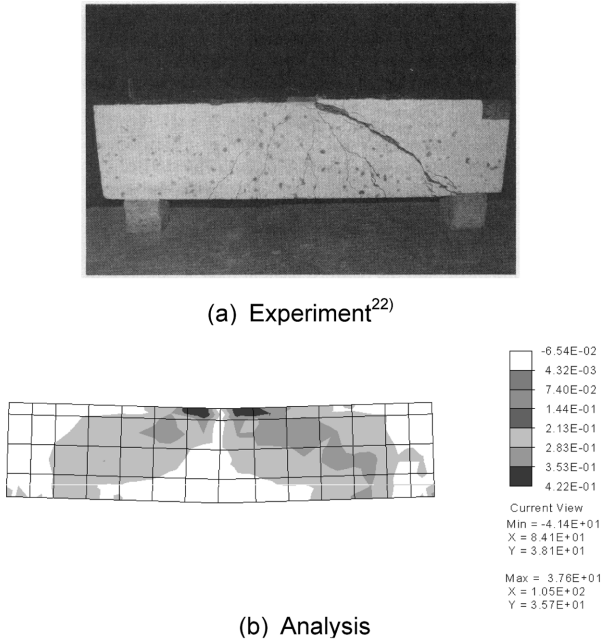 (a) Experiment22)
-6.54E-02
4.32E-03
7.40E-02
1.44E-01
2.13E-01
2.83E-01
3.53E-01
4.22E-01
Current View
Min = -4.14E+01
X = 8.41E+01
Y = 3.81E+01
Max = 3.76E+01
X = 1.05E+02
Y = 3.57E+01
(b) Analysis